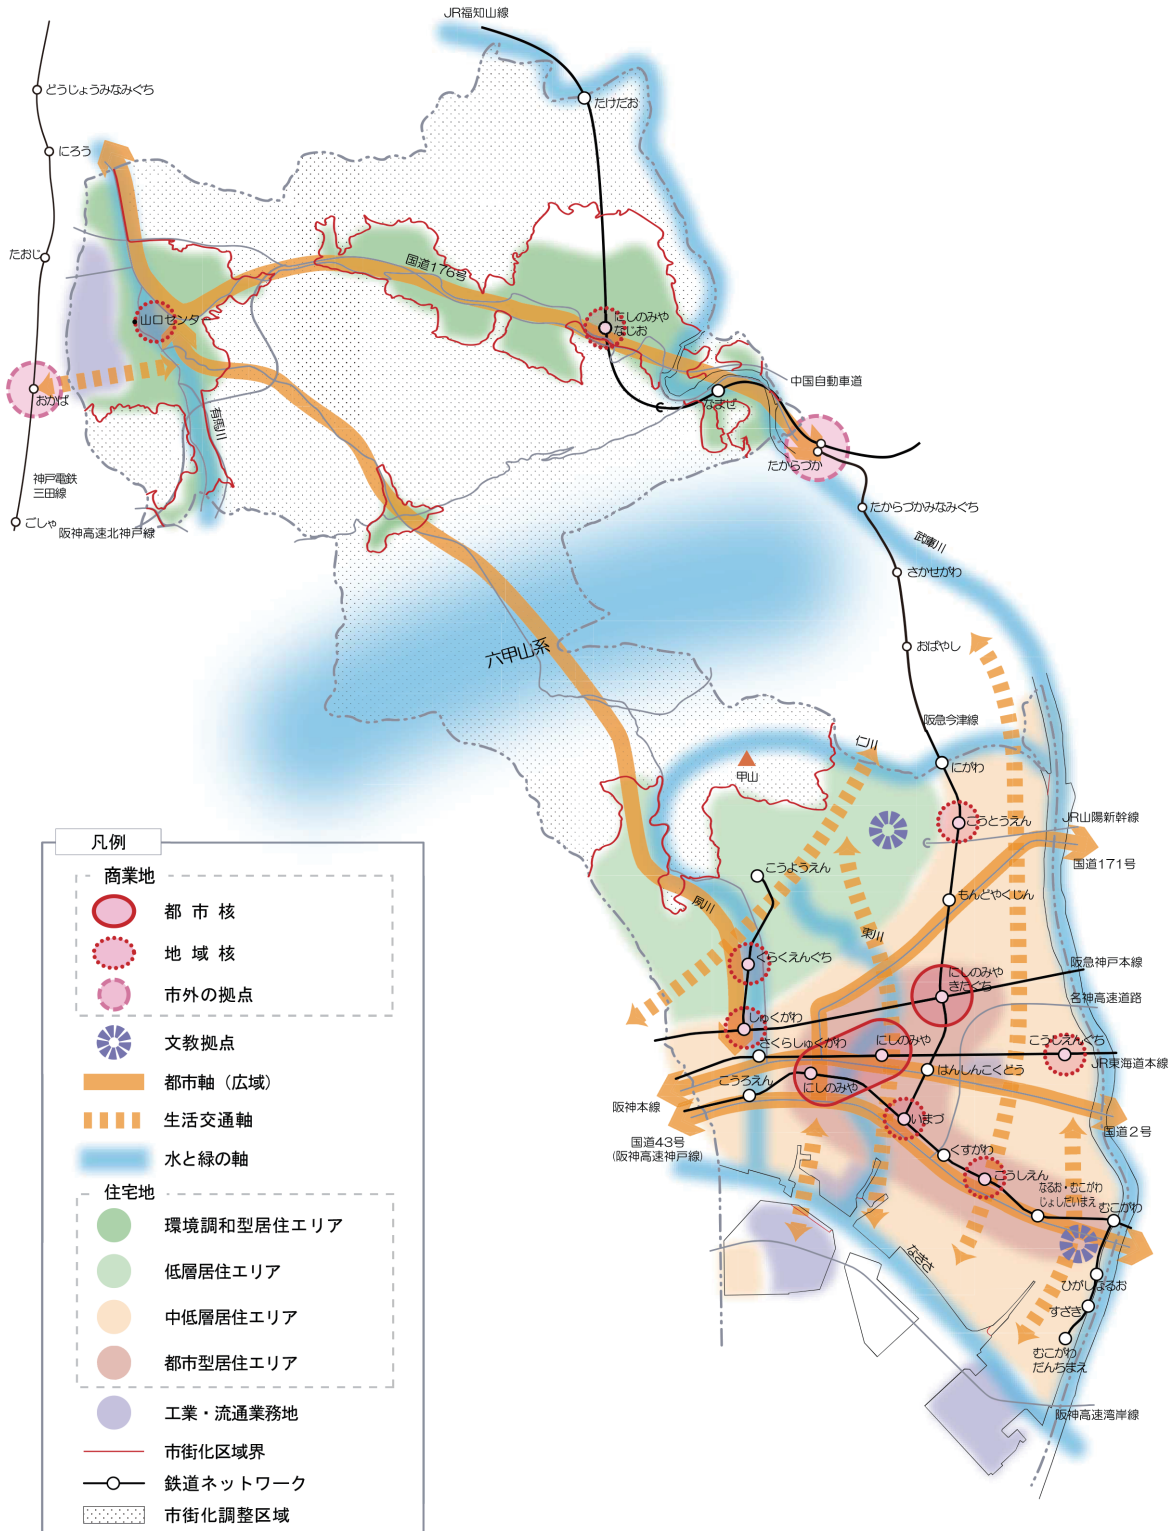 JR福知山線
どうじょうみなみぐち
たけだお
にろう
たおじ
国道176号
山口センター
にしのみや
なじお
中国自動車道
おかば
なまぜ
有馬川
たからづか
神戸電鉄
三田線
ごしゃ
阪神高速北神戸線
たからづかみなみぐち
武庫川
さかせがわ
おばやし
六甲山系
阪急今津線
仁川
にがわ
甲山
こうとうえん
JR山陽新幹線
国道171号
こうようえん
もんどやくじん
夙川
東川
くらくえんぐち
にしのみや
きたぐち
阪急神戸本線
名神高速道路
しゅくがわ
さくらしゅくがわ
にしのみや
こうしえんぐち
JR東海道本線
はんしんこくどう
こうろえん
にしのみや
阪神本線
いまづ
国道2号
国道43号
(阪神高速神戸線)
くすがわ
こうしえん
なるお・むこがわ
じょしだいまえ
むこがわ
なぎさ
ひがしなるお
すざき
むこがわ
だんちまえ
阪神高速湾岸線
凡例
商業地
都市核
地域核
市外の拠点
文教拠点
都市軸（広域）
生活交通軸
水と緑の軸
住宅地
環境調和型居住エリア
低層居住エリア
中低層居住エリア
都市型居住エリア
工業・流通業務地
市街化区域界
鉄道ネットワーク
市街化調整区域